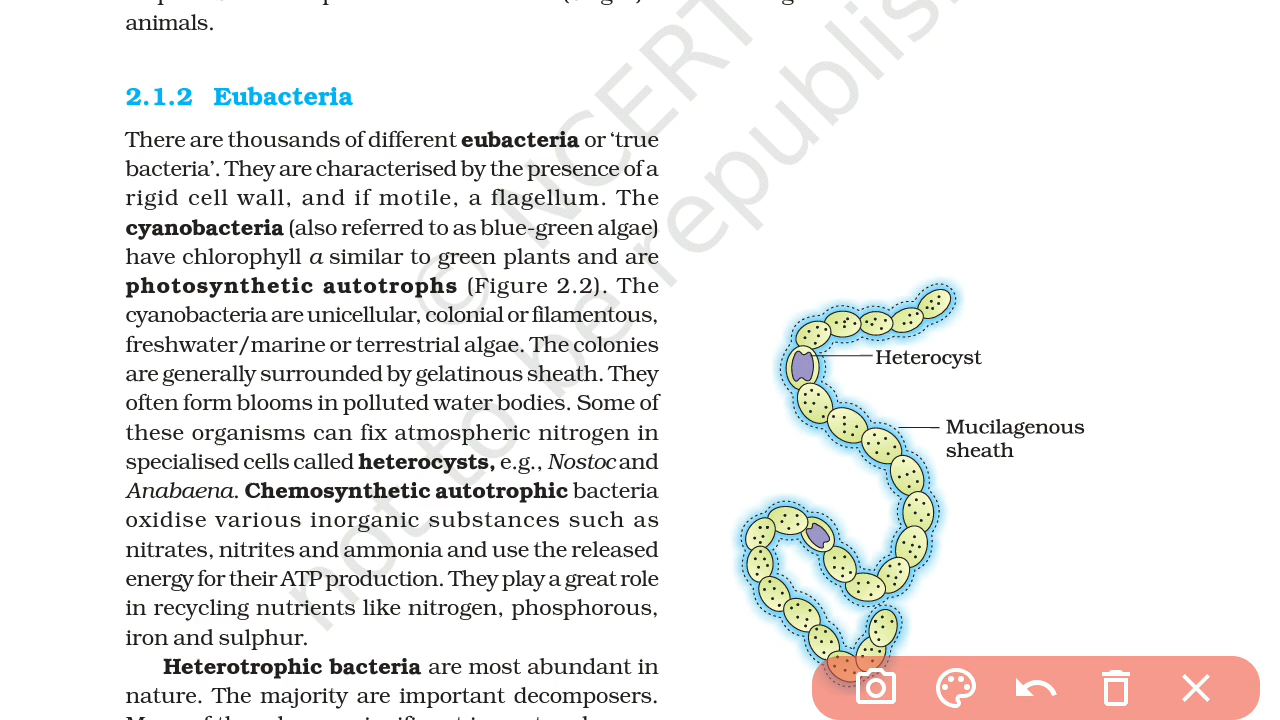 animals.
2.1.2 Eubacteria
There are thousands of different eubacteria or ‘true
bacteria’. They are characterised by the presence of a
rigid cell wall, and if motile, a flagellum. The
cyanobacteria (also referred to as blue-green algae)
have chlorophyll a similar to green plants and are
photosynthetic autotrophs (Figure 2.2). The
cyanobacteria are unicellular, colonial or filamentous,
freshwater/marine or terrestrial algae. The colonies
are generally surrounded by gelatinous sheath. They
often form blooms in polluted water bodies. Some of
these organisms can fix atmospheric nitrogen in
specialised cells called heterocysts, e.g., Nostoc and
Anabaena. Chemosynthetic autotrophic bacteria
oxidise various inorganic substances such as
nitrates, nitrites and ammonia and use the released
energy for their ATP production. They play a great role
in recycling nutrients like nitrogen, phosphorous,
iron and sulphur.
Heterotrophic bacteria are most abundant in
nature. The majority are important decomposers.
Heterocyst
Mucilagenous
sheath
© NCERT
not to be republis